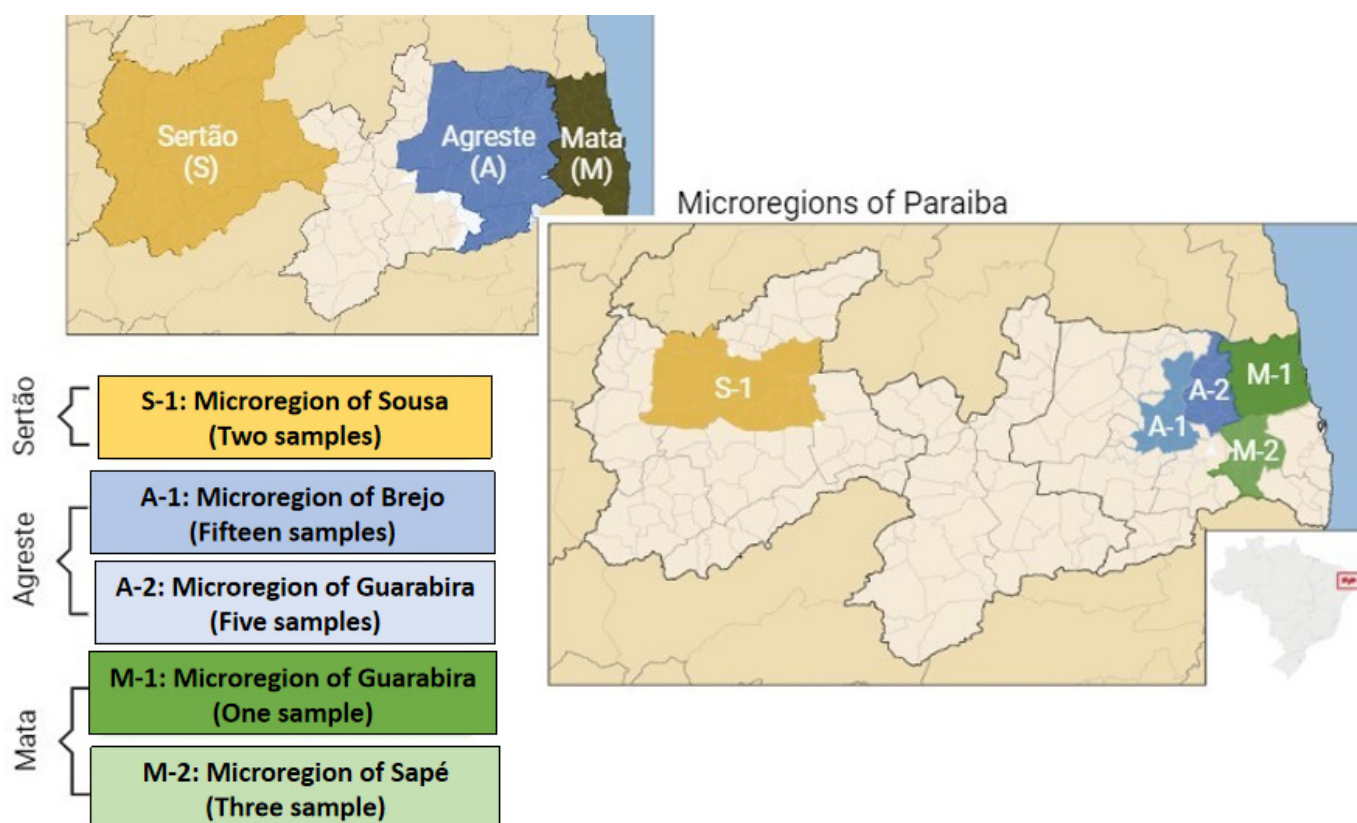 Sertão
(S)
Agreste
(A)
Mata
(M)
Microregions of Paraiba
S-1
A-1
A-2
M-1
M-2
Sertão
S-1: Microregion of Sousa
(Two samples)
Agreste
A-1: Microregion of Brejo
(Fifteen samples)
A-2: Microregion of Guarabira
(Five samples)
Mata
M-1: Microregion of Guarabira
(One sample)
M-2: Microregion of Sapé
(Three sample)